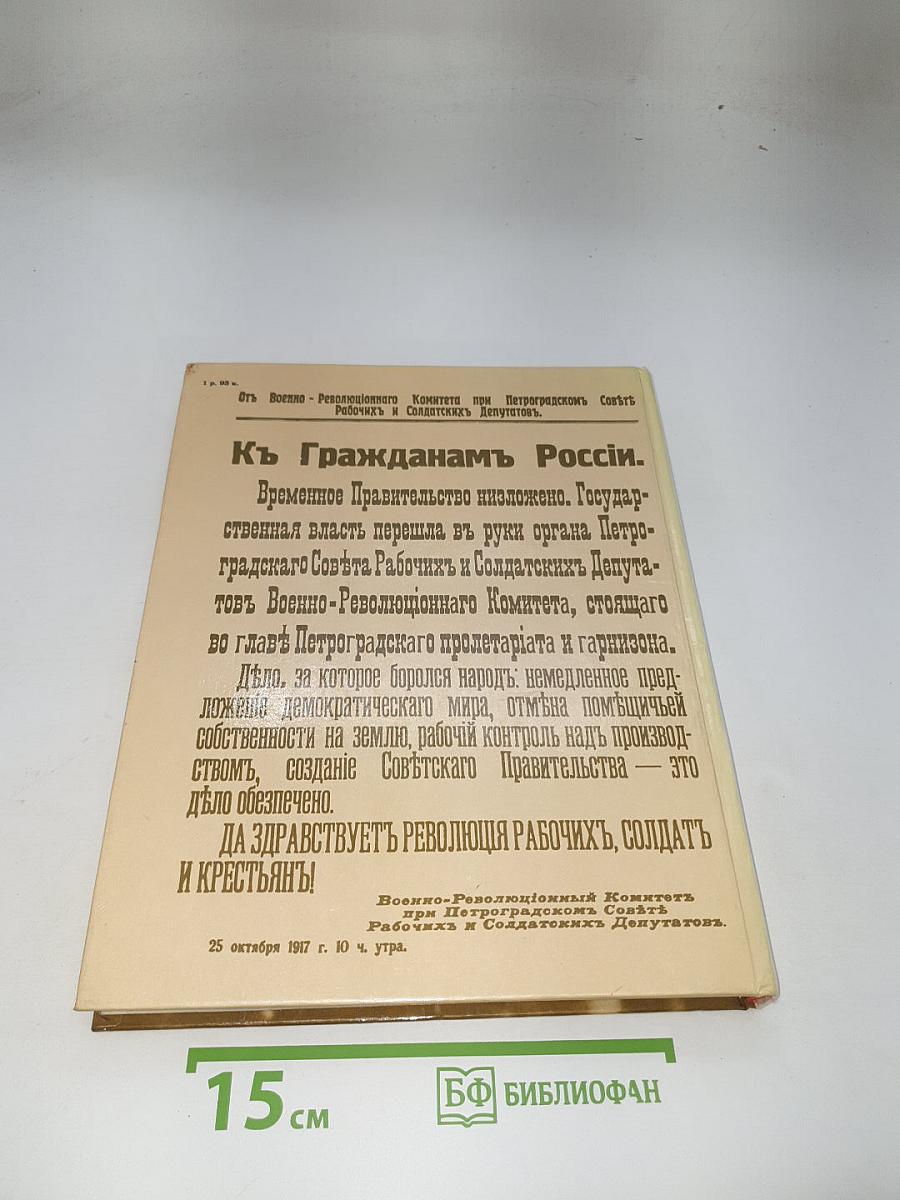 1 р. 93 к.
Отъ Военно-Революціоннаго Комитета при Петроградскомъ Совѣтѣ
Рабочихъ и Солдатскихъ Депутатовъ.
Къ Гражданамъ Россіи.
Временное Правительство низложено. Государ-
ственная власть перешла въ руки органа Петро-
градскаго Совѣта Рабочихъ и Солдатскихъ Депута-
товъ Военно-Революціоннаго Комитета, стоящаго
во главѣ Петроградскаго пролетаріата и гарнизона.
Дѣло, за которое боролся народъ: немедленное пред-
ложеніе демократическаго мира, отмѣна помѣщичьей
собственности на землю, рабочій контроль надъ производ-
ствомъ, созданіе Совѣтскаго Правительства — это
дѣло обезпечено.
ДА ЗДРАВСТВУЕТЪ РЕВОЛЮЦІЯ РАБОЧИХЪ, СОЛДАТЪ
И КРЕСТЬЯНЪ!
Военно-Революціонный Комитетъ
при Петроградскомъ Совѣтѣ
Рабочихъ и Солдатскихъ Депутатовъ.
25 октября 1917 г. 10 ч. утра.
15 см
БФ БИБЛИОФАН